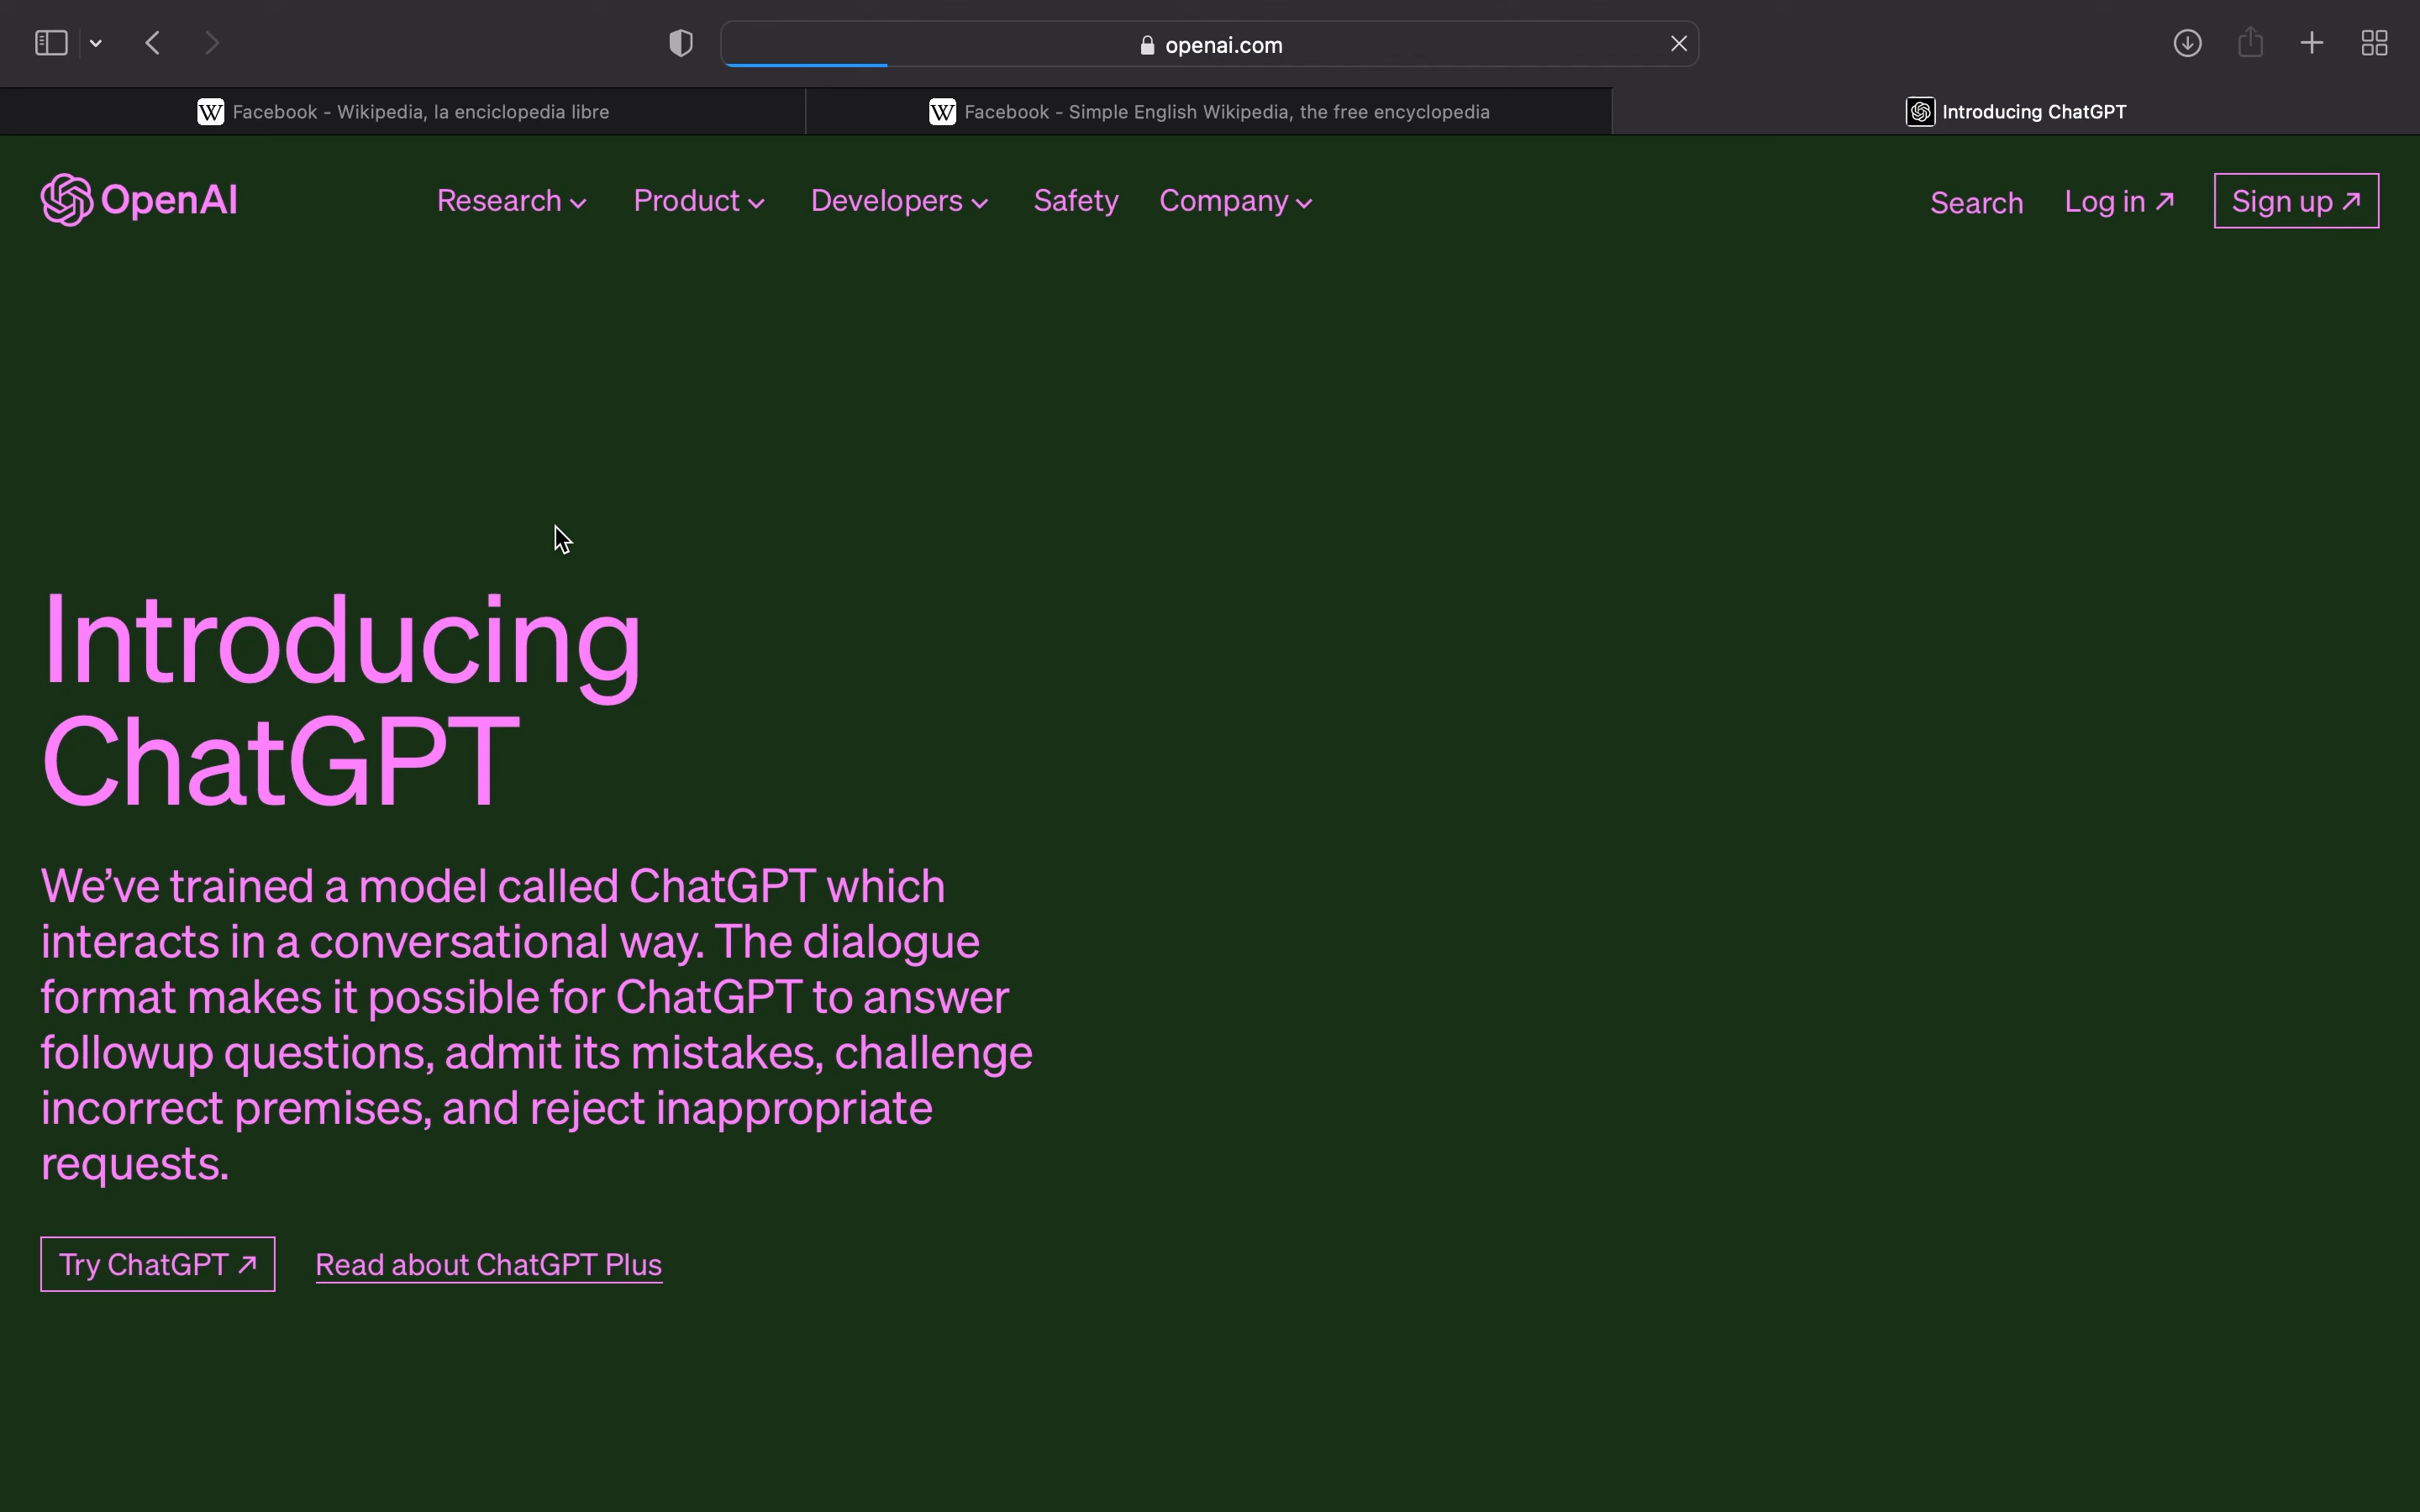 openai.com
Facebook - Wikipedia, la enciclopedia libre
Facebook - Simple English Wikipedia, the free encyclopedia
Introducing ChatGPT
OpenAI
Research
Product
Developers
Safety
Company
Search
Log in ↗
Sign up ↗
Introducing
ChatGPT
We’ve trained a model called ChatGPT which
interacts in a conversational way. The dialogue
format makes it possible for ChatGPT to answer
followup questions, admit its mistakes, challenge
incorrect premises, and reject inappropriate
requests.
Try ChatGPT ↗
Read about ChatGPT Plus